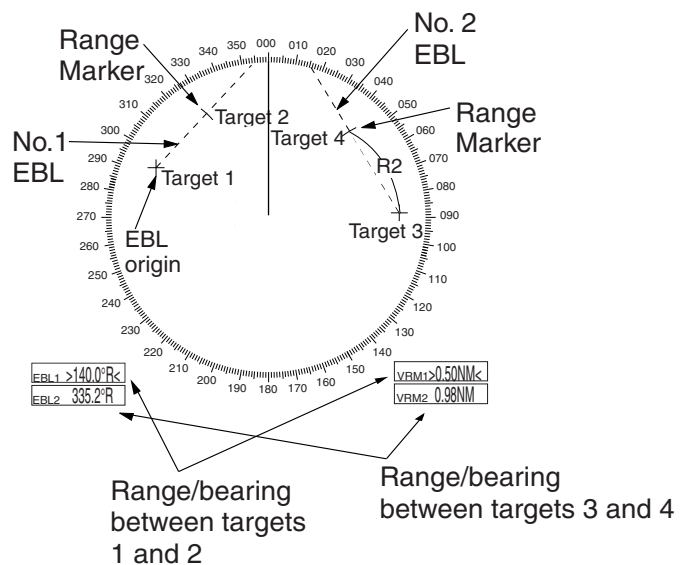 Range
Marker
No. 2
EBL
000
010
020
030
040
050
060
070
080
090
100
110
120
130
140
150
160
170
180
190
200
210
220
230
240
250
260
270
280
290
300
310
320
330
340
350
Target 2
Target 4
Range
Marker
No.1
EBL
R2
Target 1
Target 3
EBL
origin
EBL1 >140.0°R<
EBL2 335.2°R
VRM1>0.50NM<
VRM2 0.98NM
Range/bearing
between targets
1 and 2
Range/bearing
between targets 3 and 4